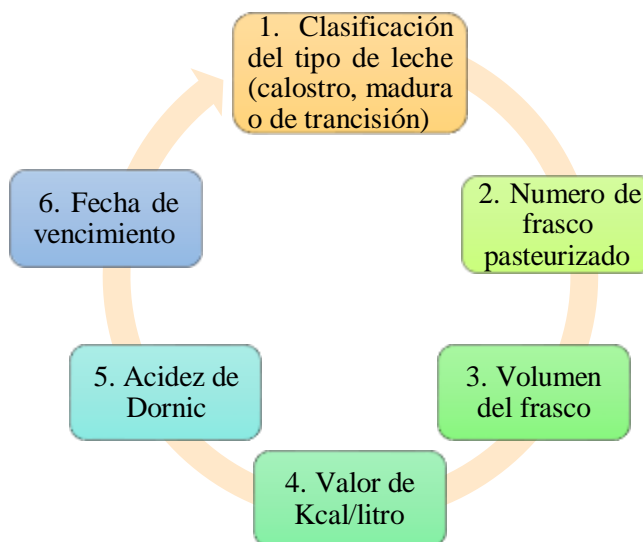 1. Clasificación
del tipo de leche
(calostro, madura
o de trancisión)
2. Numero de
frasco
pasteurizado
3. Volumen
del frasco
4. Valor de
Kcal/litro
5. Acidez de
Dornic
6. Fecha de
vencimiento